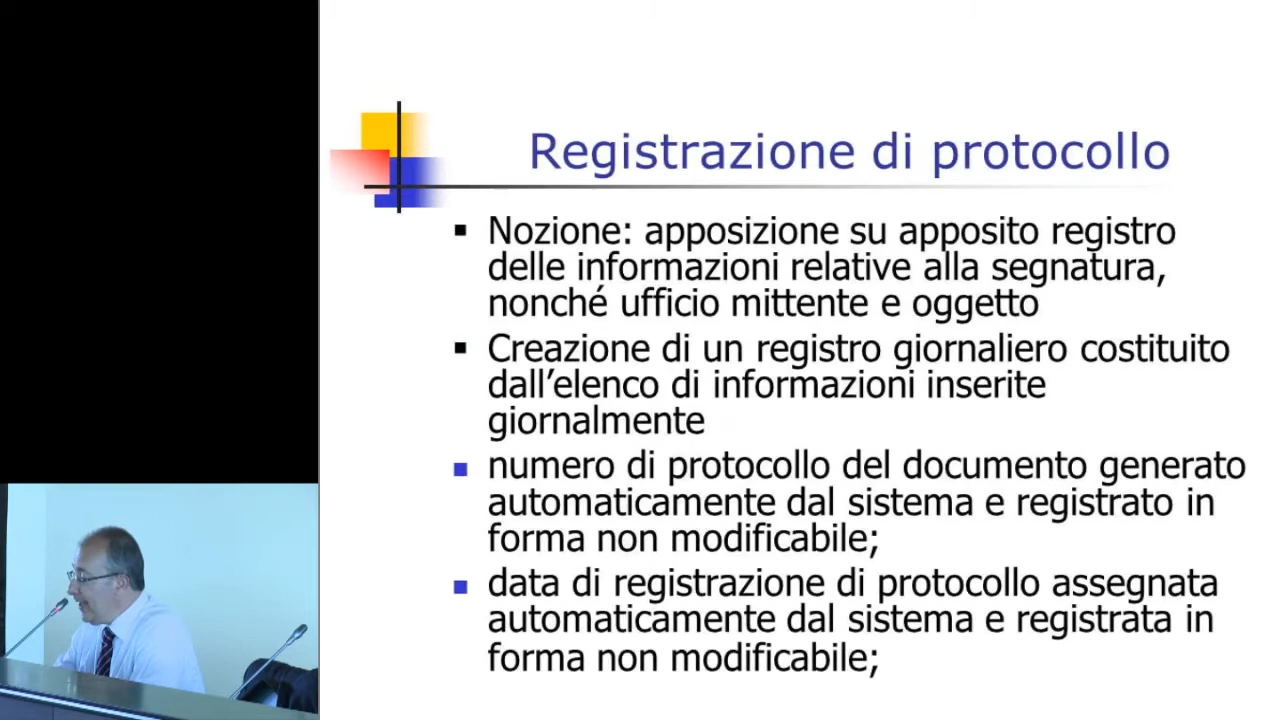 Registrazione di protocollo
▪ Nozione: apposizione su apposito registro
delle informazioni relative alla segnatura,
nonché ufficio mittente e oggetto
▪ Creazione di un registro giornaliero costituito
dall’elenco di informazioni inserite
giornalmente
▪ numero di protocollo del documento generato
automaticamente dal sistema e registrato in
forma non modificabile;
▪ data di registrazione di protocollo assegnata
automaticamente dal sistema e registrata in
forma non modificabile;